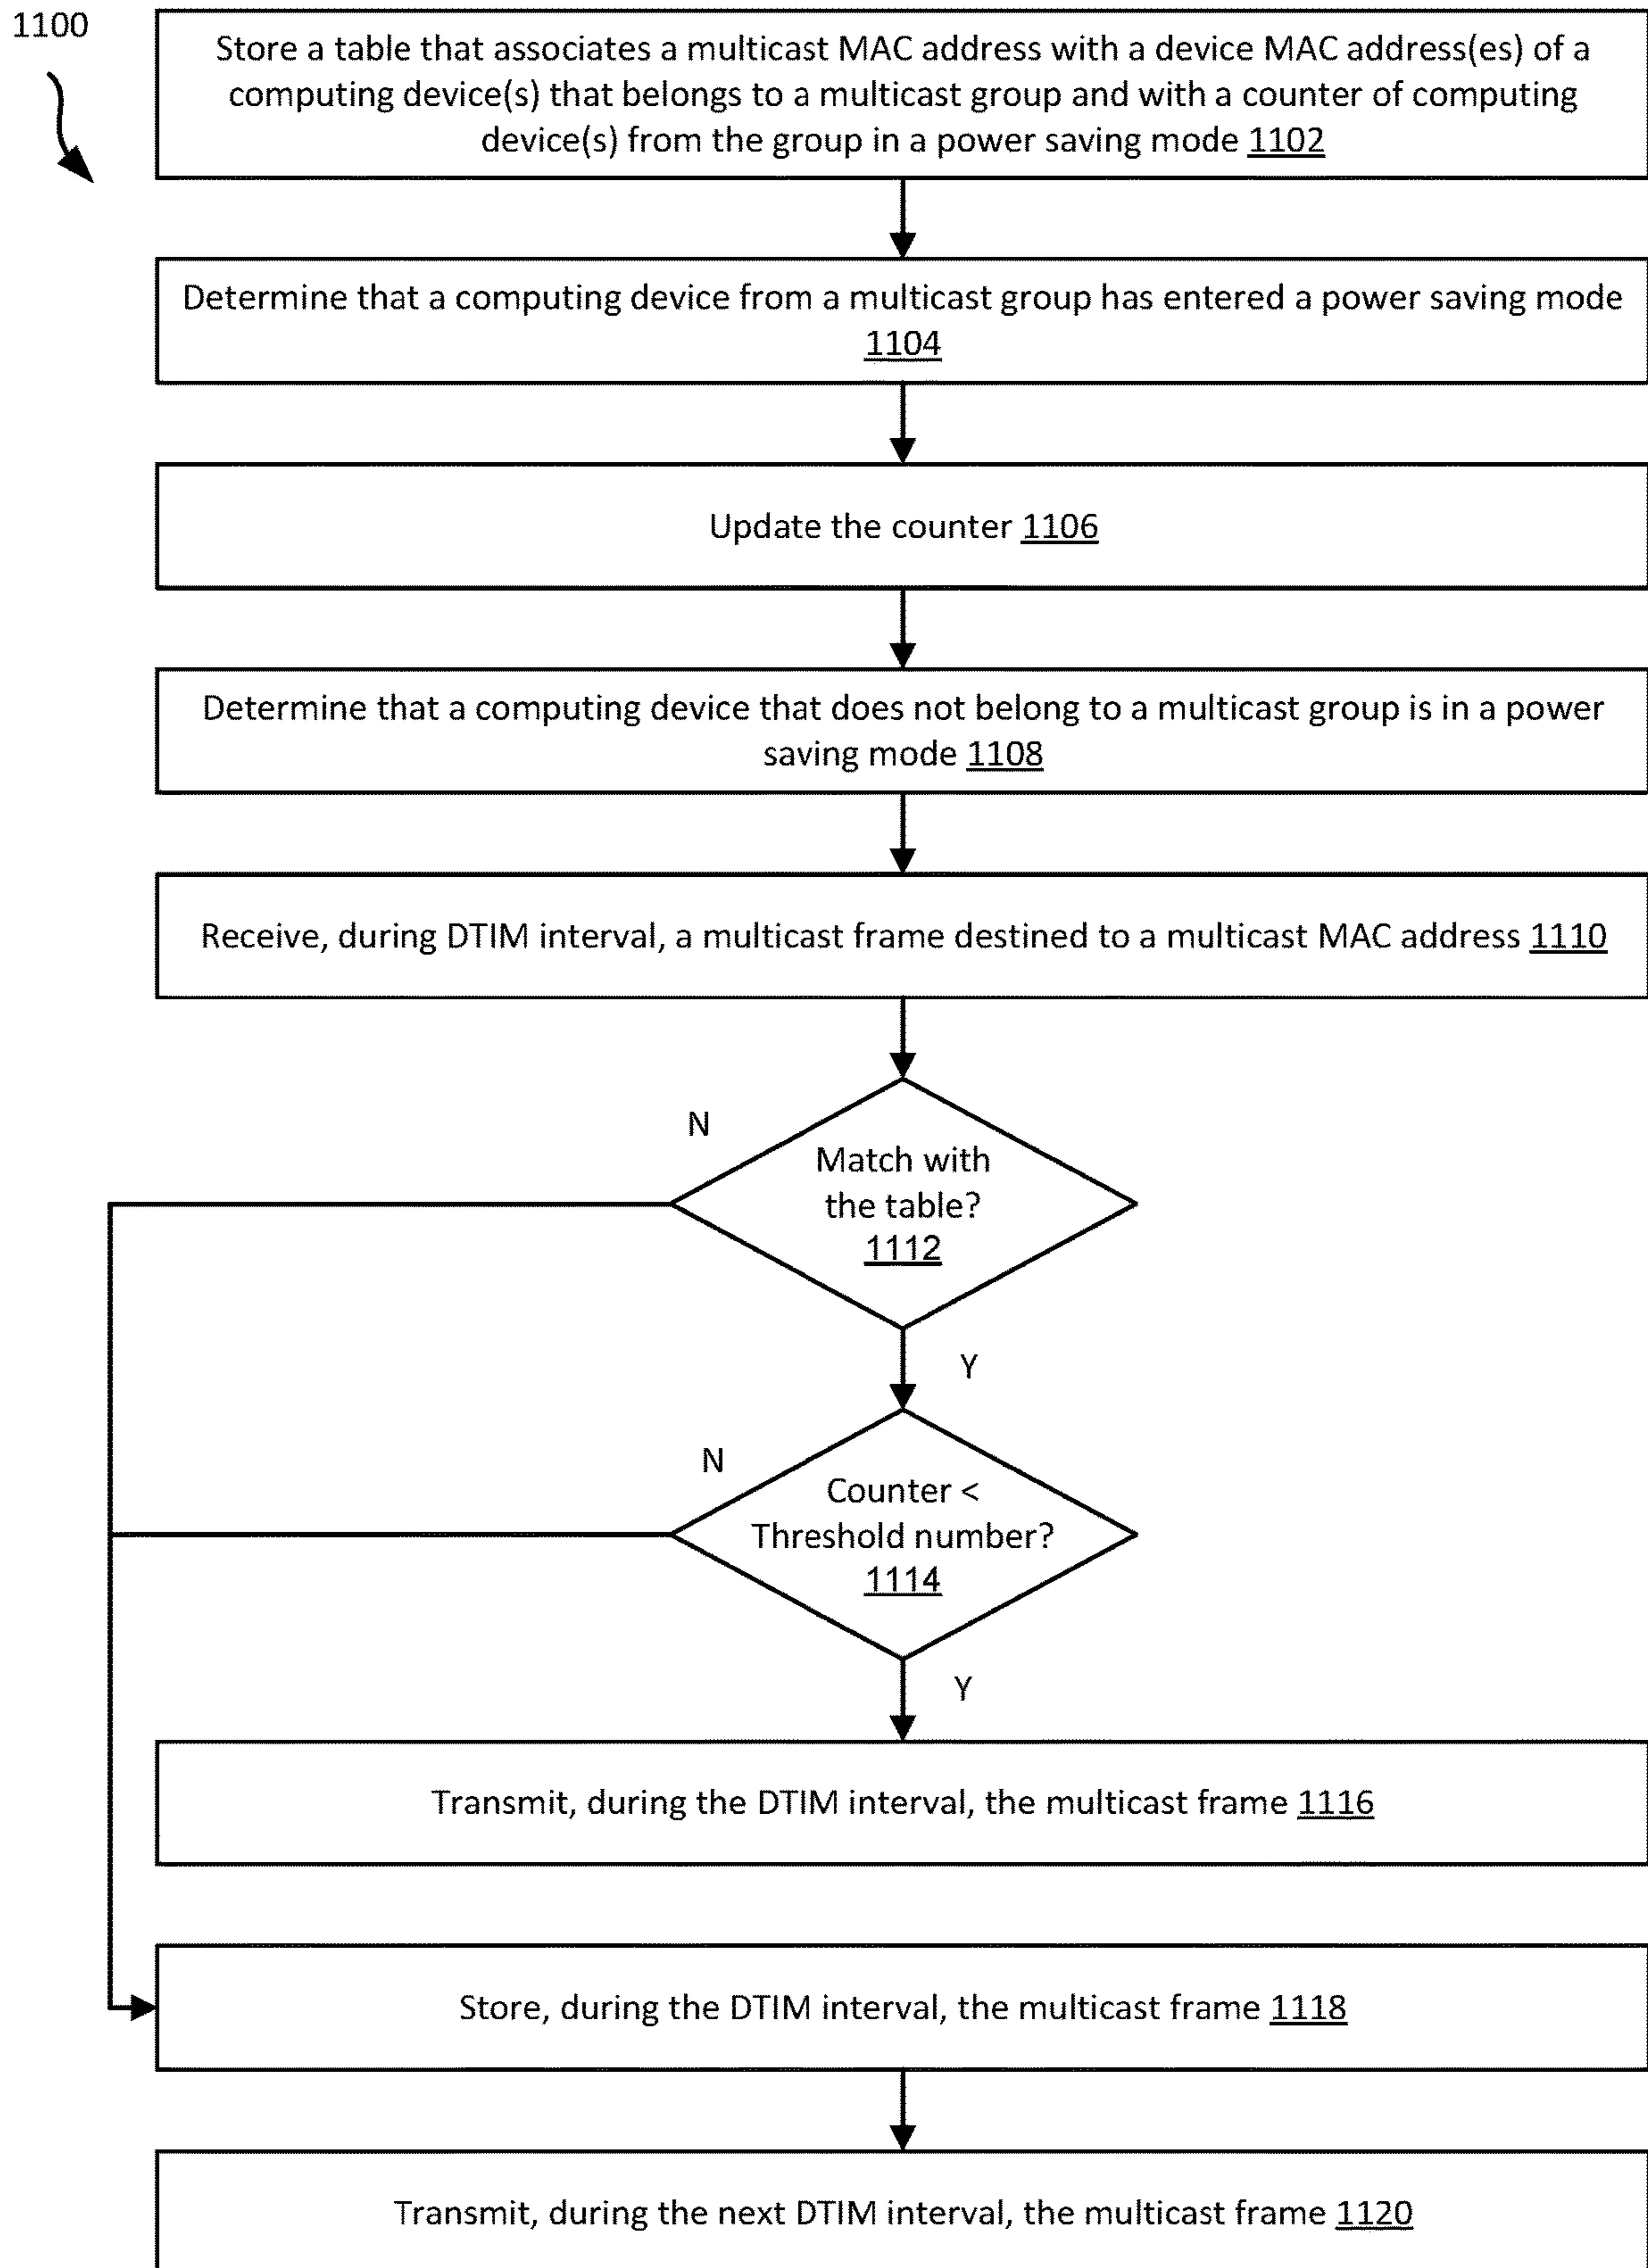 1100
Store a table that associates a multicast MAC address with a device MAC address(es) of a
computing device(s) that belongs to a multicast group and with a counter of computing
device(s) from the group in a power saving mode 1102
Determine that a computing device from a multicast group has entered a power saving mode
1104
Update the counter 1106
Determine that a computing device that does not belong to a multicast group is in a power
saving mode 1108
Receive, during DTIM interval, a multicast frame destined to a multicast MAC address 1110
N
Match with
the table?
1112
Y
N
Counter <
Threshold number?
1114
Y
Transmit, during the DTIM interval, the multicast frame 1116
Store, during the DTIM interval, the multicast frame 1118
Transmit, during the next DTIM interval, the multicast frame 1120